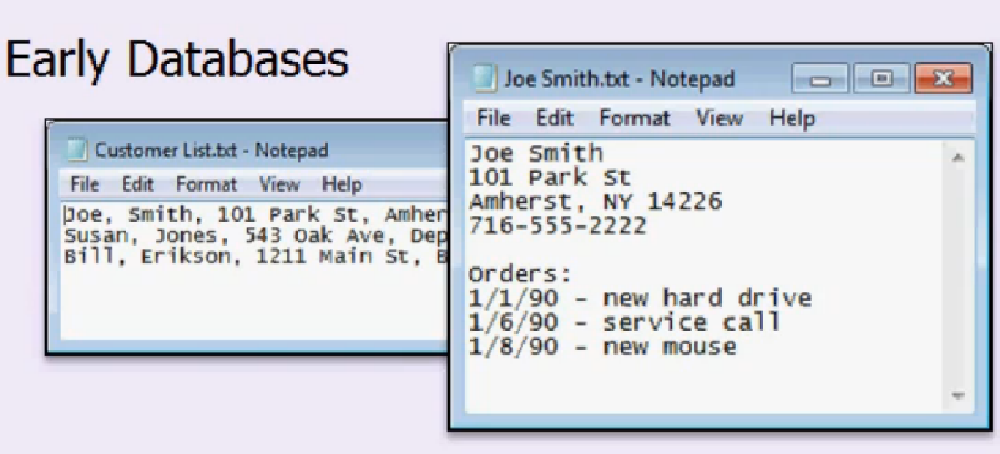 Early Databases
Customer List.txt - Notepad
File Edit Format View Help
Joe, Smith, 101 Park St, Amher
Susan, Jones, 543 Oak Ave, Dep
Bill, Erikson, 1211 Main St, B
Joe Smith.txt - Notepad
File Edit Format View Help
Joe Smith
101 Park St
Amherst, NY 14226
716-555-2222
Orders:
1/1/90 - new hard drive
1/6/90 - service call
1/8/90 - new mouse